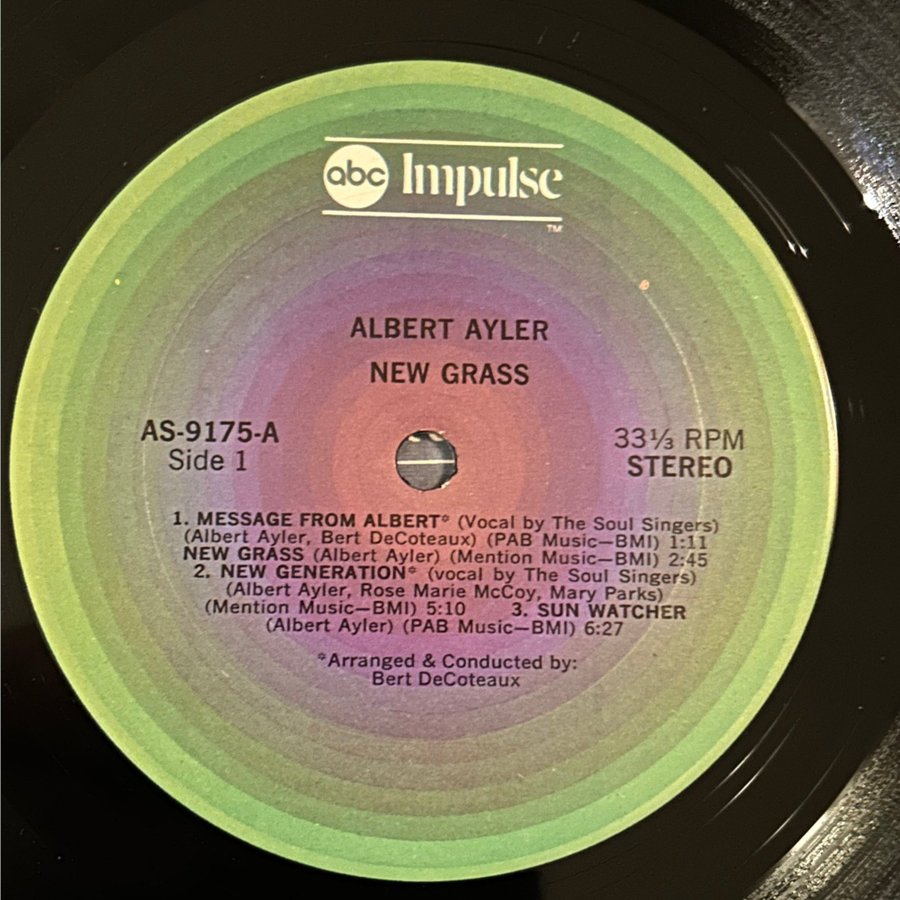 abc Impulse
TM
ALBERT AYLER
NEW GRASS
AS-9175-A
Side 1
33⅓ RPM
STEREO
1. MESSAGE FROM ALBERT* (Vocal by The Soul Singers)
(Albert Ayler, Bert DeCoteaux) (PAB Music—BMI) 1:11
NEW GRASS (Albert Ayler) (Mention Music—BMI) 2:45
2. NEW GENERATION* (vocal by The Soul Singers)
(Albert Ayler, Rose Marie McCoy, Mary Parks)
(Mention Music—BMI) 5:10 3. SUN WATCHER
(Albert Ayler) (PAB Music—BMI) 6:27
*Arranged & Conducted by:
Bert DeCoteaux